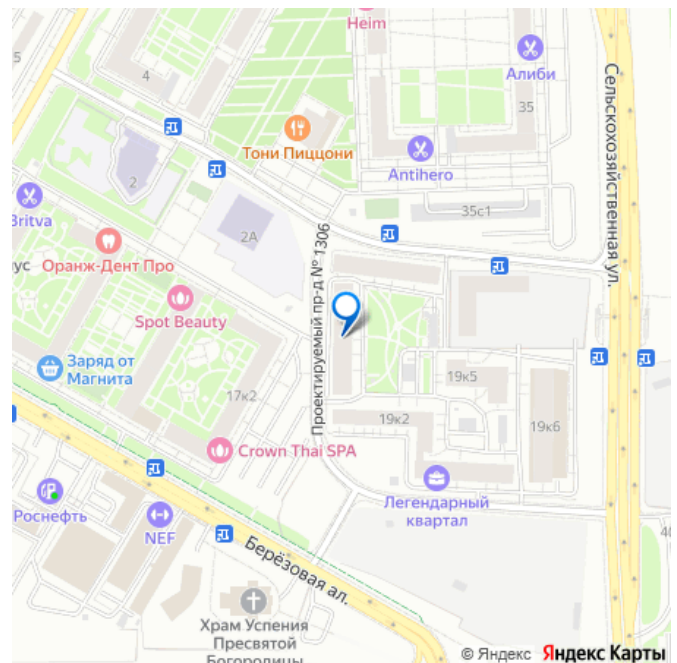 Heim
4
5
Алиби
35
Тони Пиццони
Antihero
2
35с1
Britva
2А
Сельскохозяйственная ул.
Оранж-Дент Про
Проектируемый пр-д № 1306
Spot Beauty
Заряд от
Магнита
17к2
19к5
19к2
19к6
Crown Thai SPA
Легендарный
квартал
Роснефть
NEF
Берёзовая ал.
Храм Успения
Пресвятой
Богородицы
© Яндекс Яндекс Карты